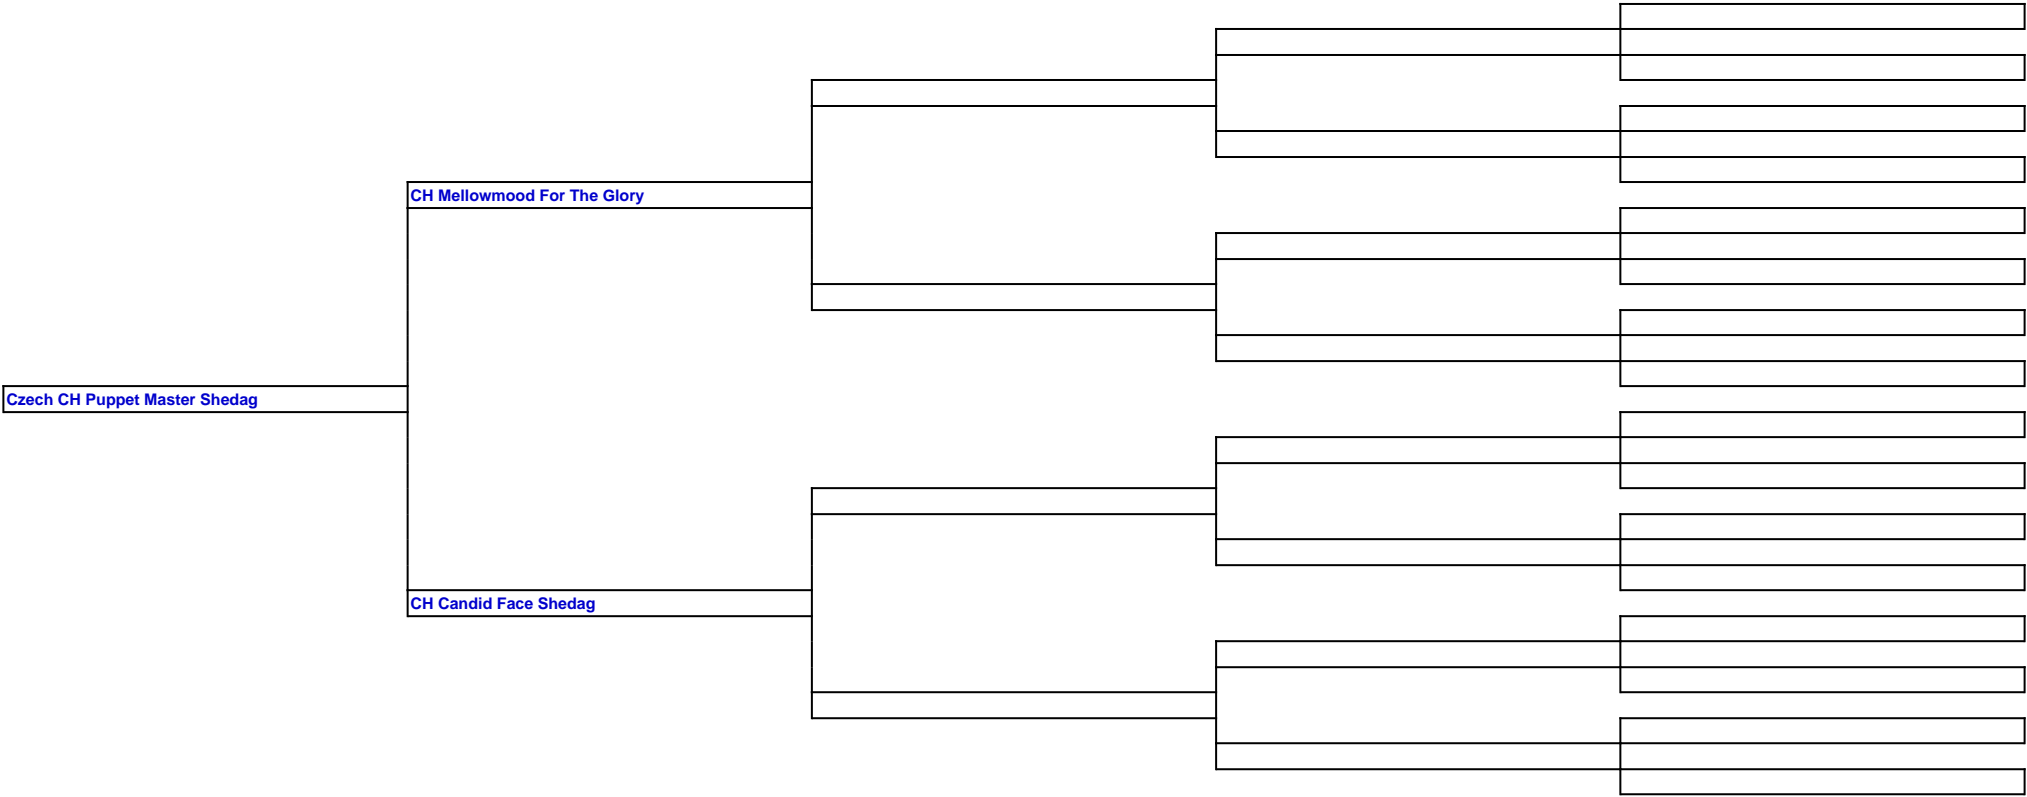 CH Mellowmood For The Glory
Czech CH Puppet Master Shedag
CH Candid Face Shedag